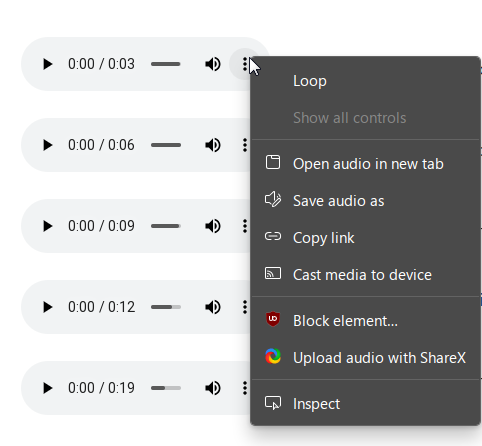 0:00 / 0:03
Loop
Show all controls
0:00 / 0:06
Open audio in new tab
Save audio as
0:00 / 0:09
Copy link
Cast media to device
0:00 / 0:12
Block element...
Upload audio with ShareX
0:00 / 0:19
Inspect